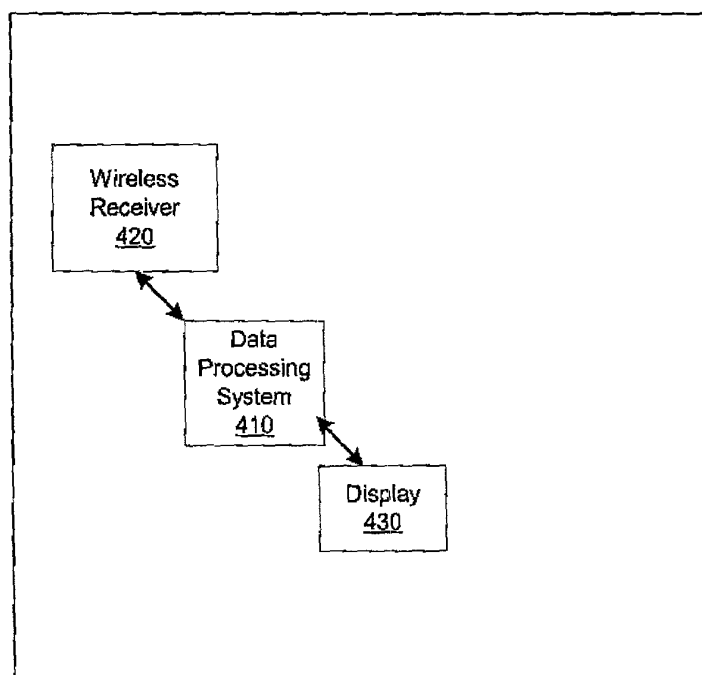 Wireless
Receiver
420
Data
Processing
System
410
Display
430